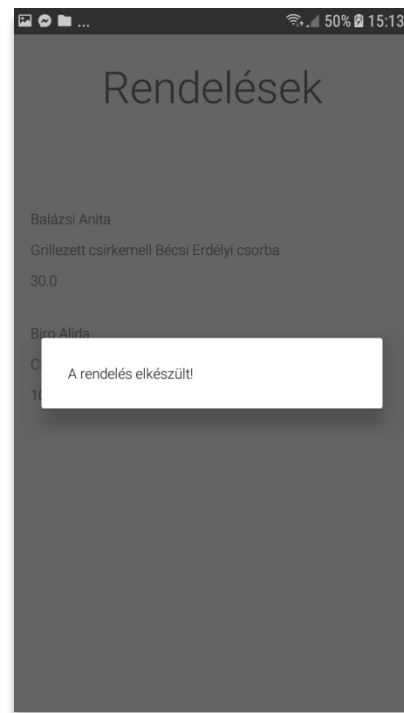 ... 50% 15:13
Rendelések
Balázsi Anita
Grillezett csirkemell Bécsi Erdélyi csorba
30.0
Biro Alida
A rendelés elkészült!